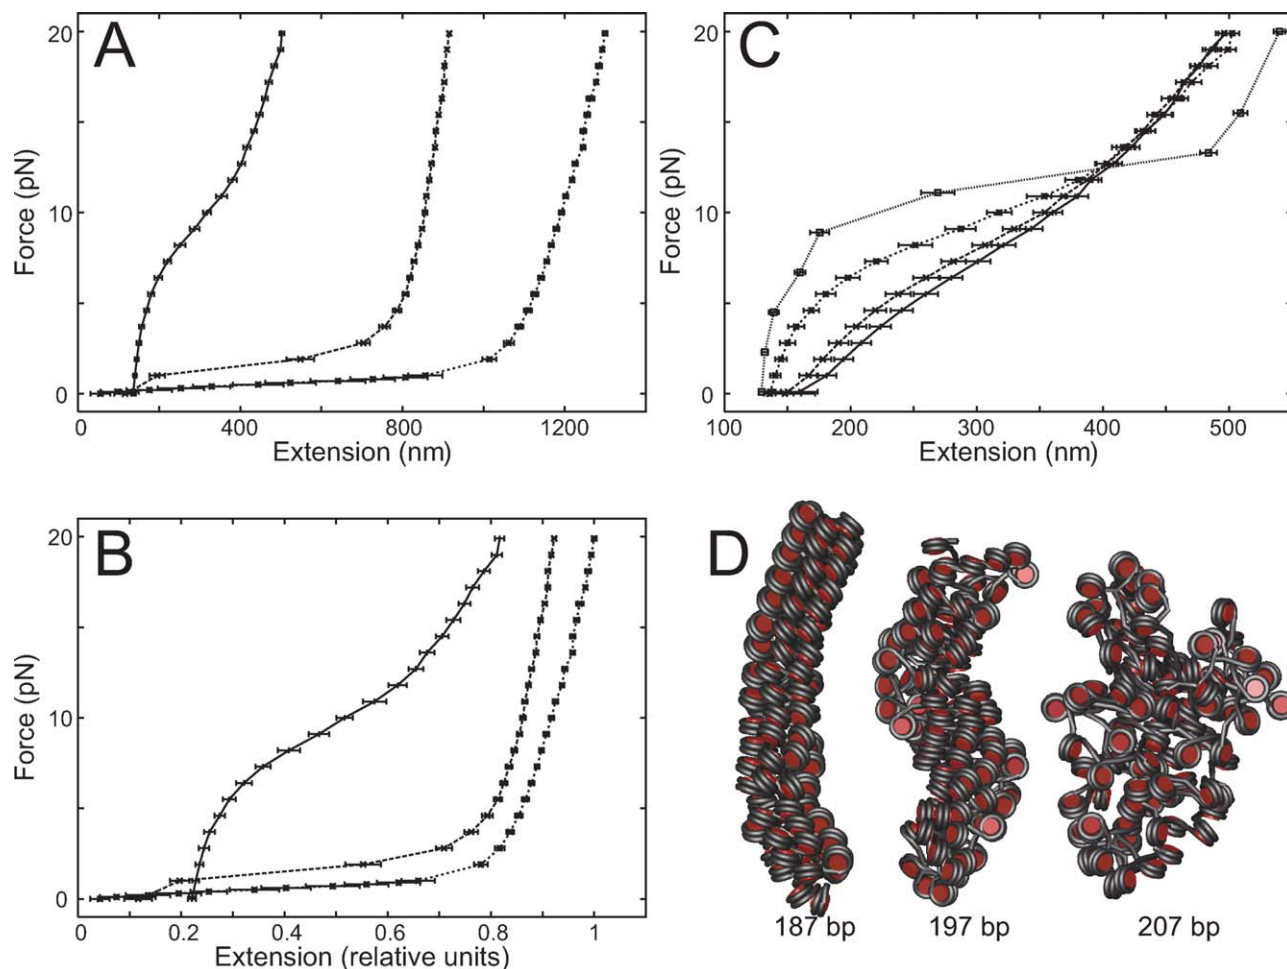 A
20
10
0
Force (pN)
0
400
800
1200
Extension (nm)
C
20
10
0
Force (pN)
100
200
300
400
500
Extension (nm)
B
20
10
0
Force (pN)
0
0.2
0.4
0.6
0.8
1
Extension (relative units)
D
187 bp
197 bp
207 bp